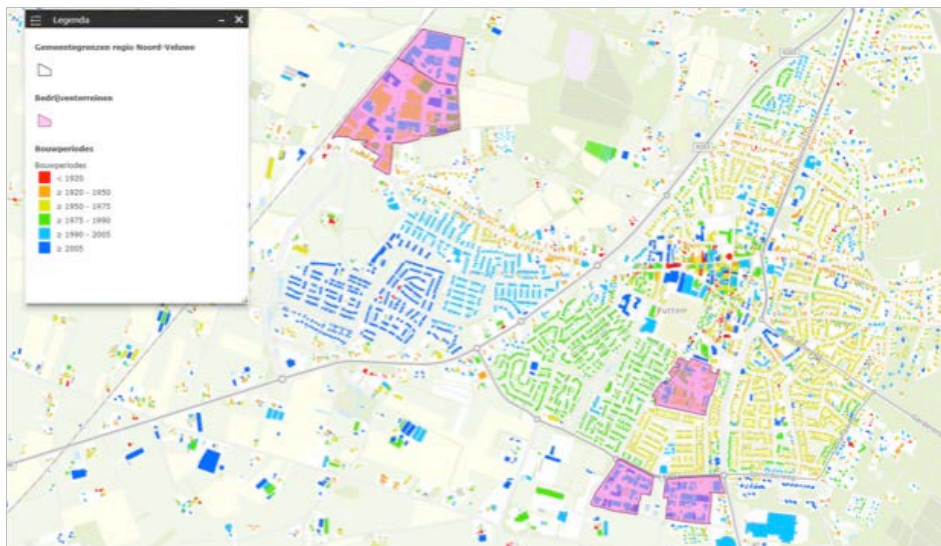 Legenda
Gemeentegrenzen regio Noord-Veluwe
Bedrijventerreinen
Bouwperiodes
Bouwperiodes
< 1920
≥ 1920 - 1950
≥ 1950 - 1975
≥ 1975 - 1990
≥ 1990 - 2005
≥ 2005
N303
Putten